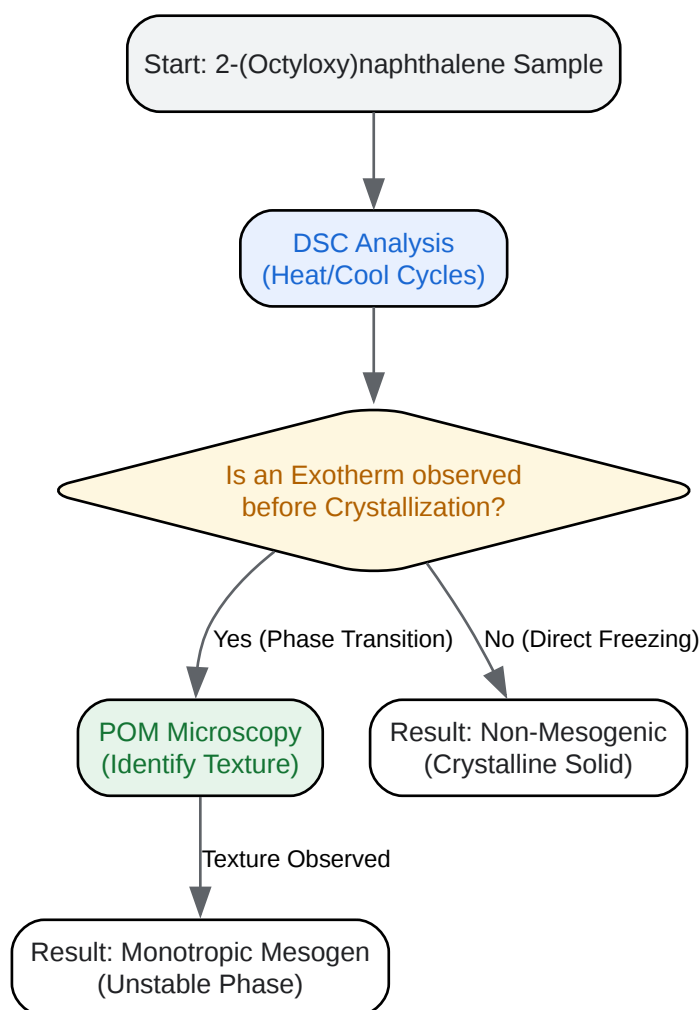 Start: 2-(Octyloxy)naphthalene Sample
DSC Analysis
(Heat/Cool Cycles)
Is an Exotherm observed
before Crystallization?
Yes (Phase Transition)
No (Direct Freezing)
POM Microscopy
(Identify Texture)
Result: Non-Mesogenic
(Crystalline Solid)
Texture Observed
Result: Monotropic Mesogen
(Unstable Phase)